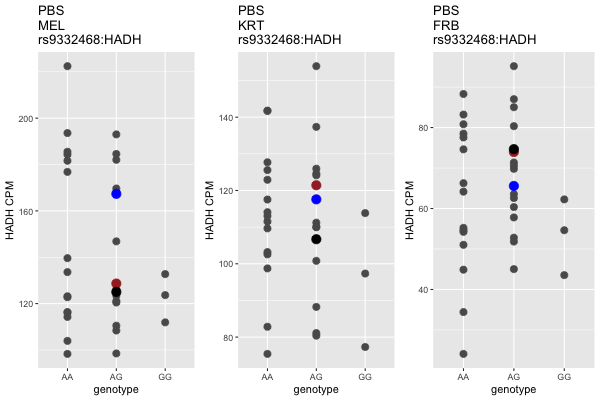 PBS
MEL
rs9332468:HADH
HADH CPM
200
160
120
AA
AG
GG
genotype
PBS
KRT
rs9332468:HADH
HADH CPM
140
120
100
80
AA
AG
GG
genotype
PBS
FRB
rs9332468:HADH
HADH CPM
80
60
40
AA
AG
GG
genotype